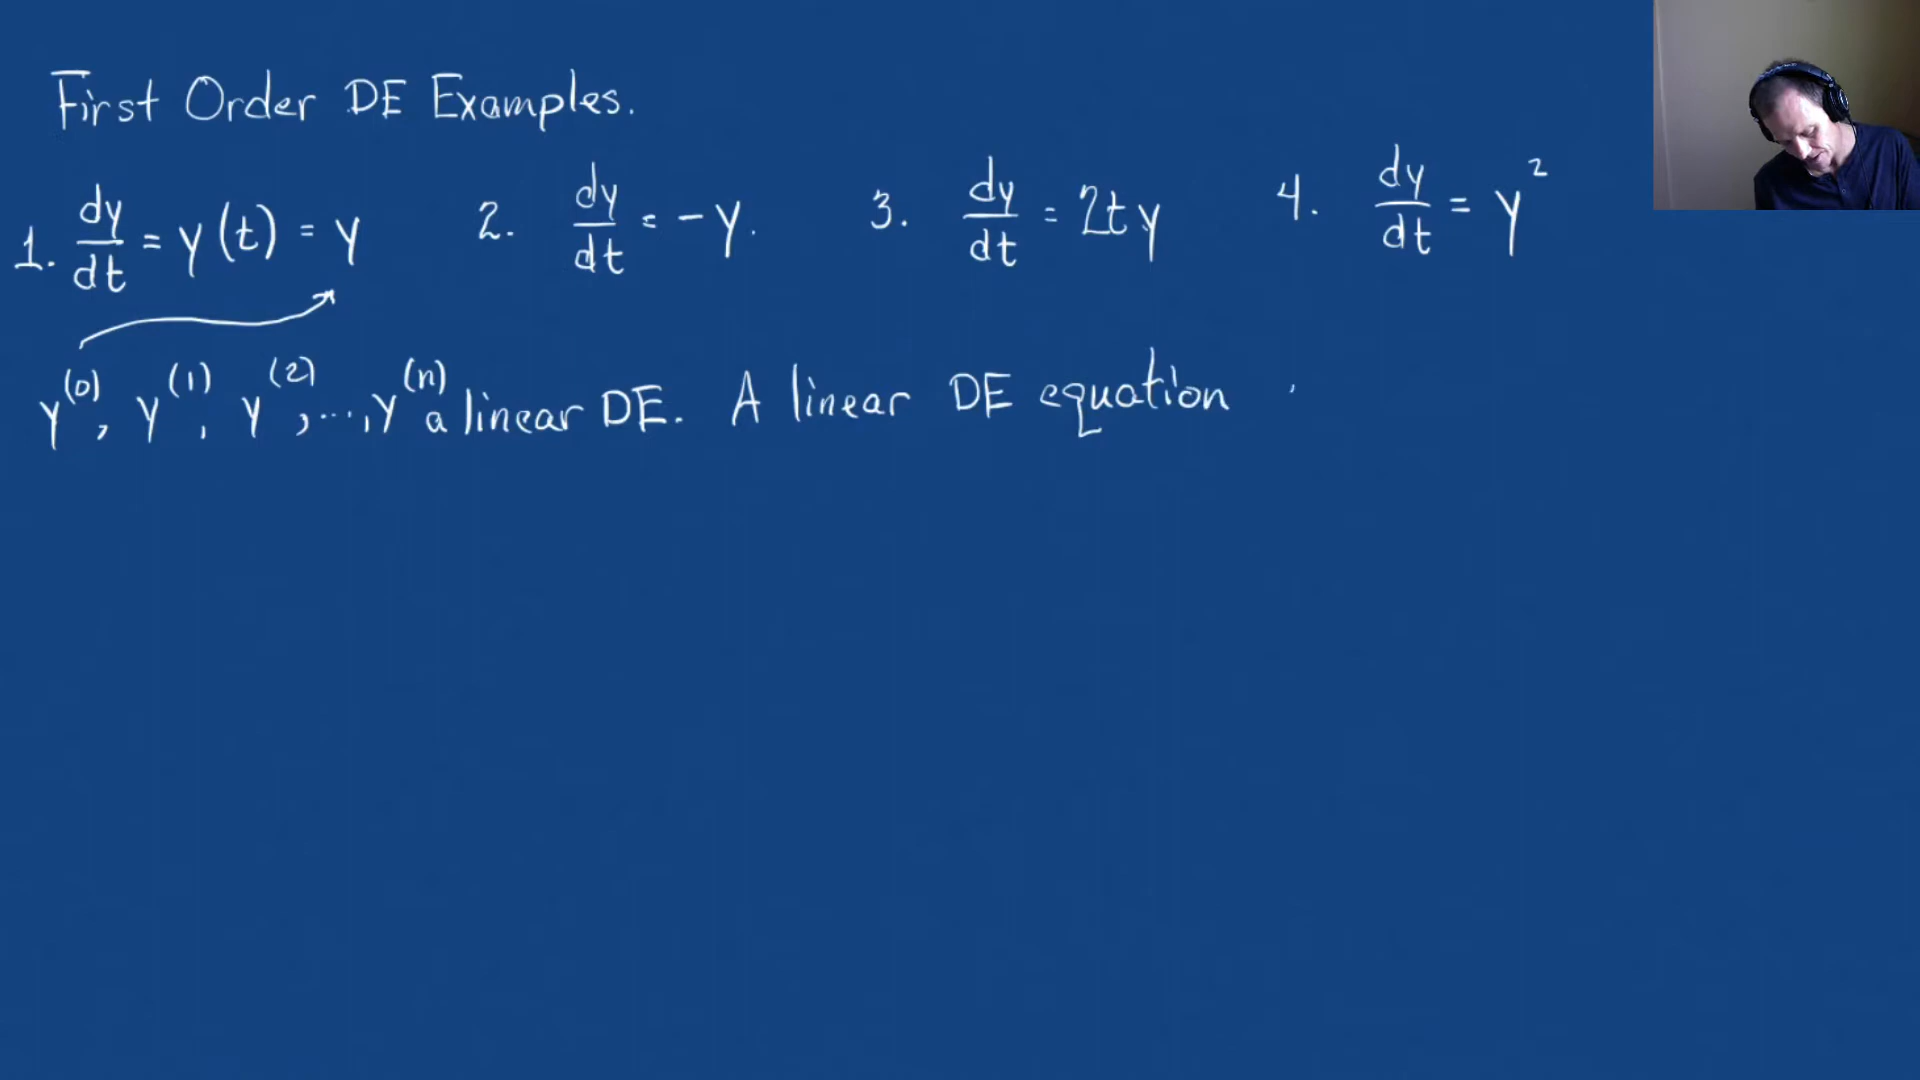 First Order DE Examples.
1. dy/dt = y(t) = y 2. dy/dt = -y. 3. dy/dt = 2ty 4. dy/dt = y²
y⁽⁰⁾, y⁽¹⁾, y⁽²⁾, ..., y⁽ⁿ⁾ a linear DE. A linear DE equation